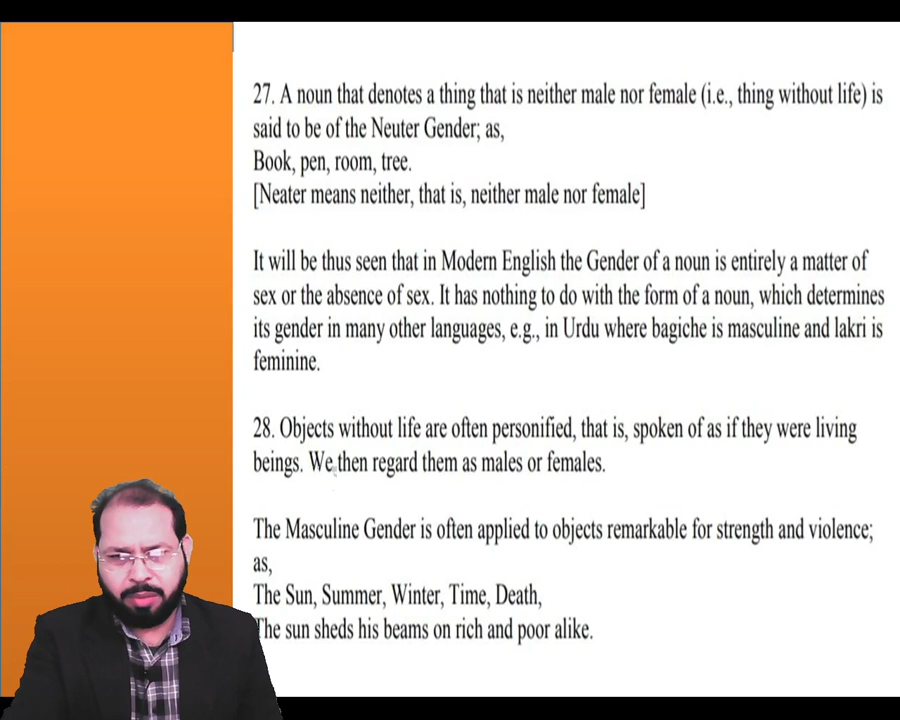 27. A noun that denotes a thing that is neither male nor female (i.e., thing without life) is
said to be of the Neuter Gender; as,
Book, pen, room, tree.
[Neater means neither, that is, neither male nor female]
It will be thus seen that in Modern English the Gender of a noun is entirely a matter of
sex or the absence of sex. It has nothing to do with the form of a noun, which determines
its gender in many other languages, e.g., in Urdu where bagiche is masculine and lakri is
feminine.
28. Objects without life are often personified, that is, spoken of as if they were living
beings. We then regard them as males or females.
The Masculine Gender is often applied to objects remarkable for strength and violence;
as,
The Sun, Summer, Winter, Time, Death,
The sun sheds his beams on rich and poor alike.